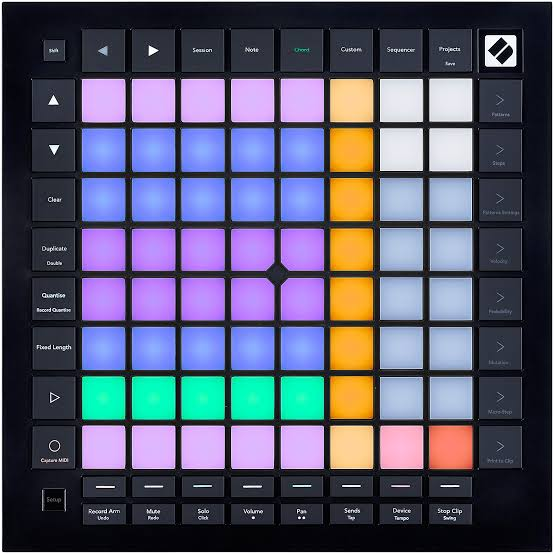 Shift
Session
Note
Chord
Custom
Sequencer
Projects
Save
Patterns
Steps
Clear
Patterns Settings
Duplicate
Double
Velocity
Quantise
Record Quantise
Probability
Fixed Length
Mutation
Micro-Step
Capture MIDI
Print to Clip
Setup
Record Arm
Undo
Mute
Redo
Solo
Click
Volume
Pan
Sends
Tap
Device
Tempo
Stop Clip
Swing